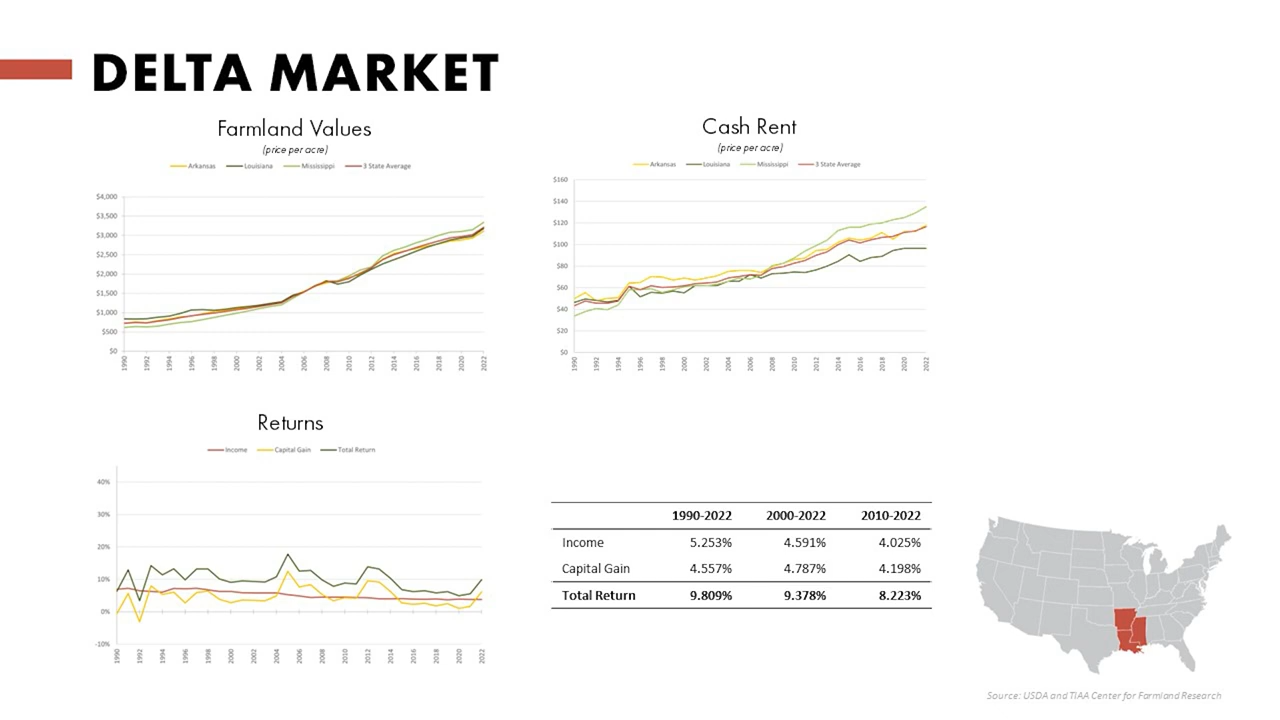 DELTA MARKET
Farmland Values
(price per acre)
Arkansas Louisiana Mississippi 3 State Average
$4,000
$3,500
$3,000
$2,500
$2,000
$1,500
$1,000
$500
$0
1990 1992 1994 1996 1998 2000 2002 2004 2006 2008 2010 2012 2014 2016 2018 2020 2022
Cash Rent
(price per acre)
Arkansas Louisiana Mississippi 3 State Average
$160
$140
$120
$100
$80
$60
$40
$20
$0
1990 1992 1994 1996 1998 2000 2002 2004 2006 2008 2010 2012 2014 2016 2018 2020 2022
Returns
Income Capital Gain Total Return
40%
30%
20%
10%
0%
-10%
1990 1992 1994 1996 1998 2000 2002 2004 2006 2008 2010 2012 2014 2016 2018 2020 2022
1990-2022 2000-2022 2010-2022
Income 5.253% 4.591% 4.025%
Capital Gain 4.557% 4.787% 4.198%
Total Return 9.809% 9.378% 8.223%
Source: USDA and TIAA Center for Farmland Research